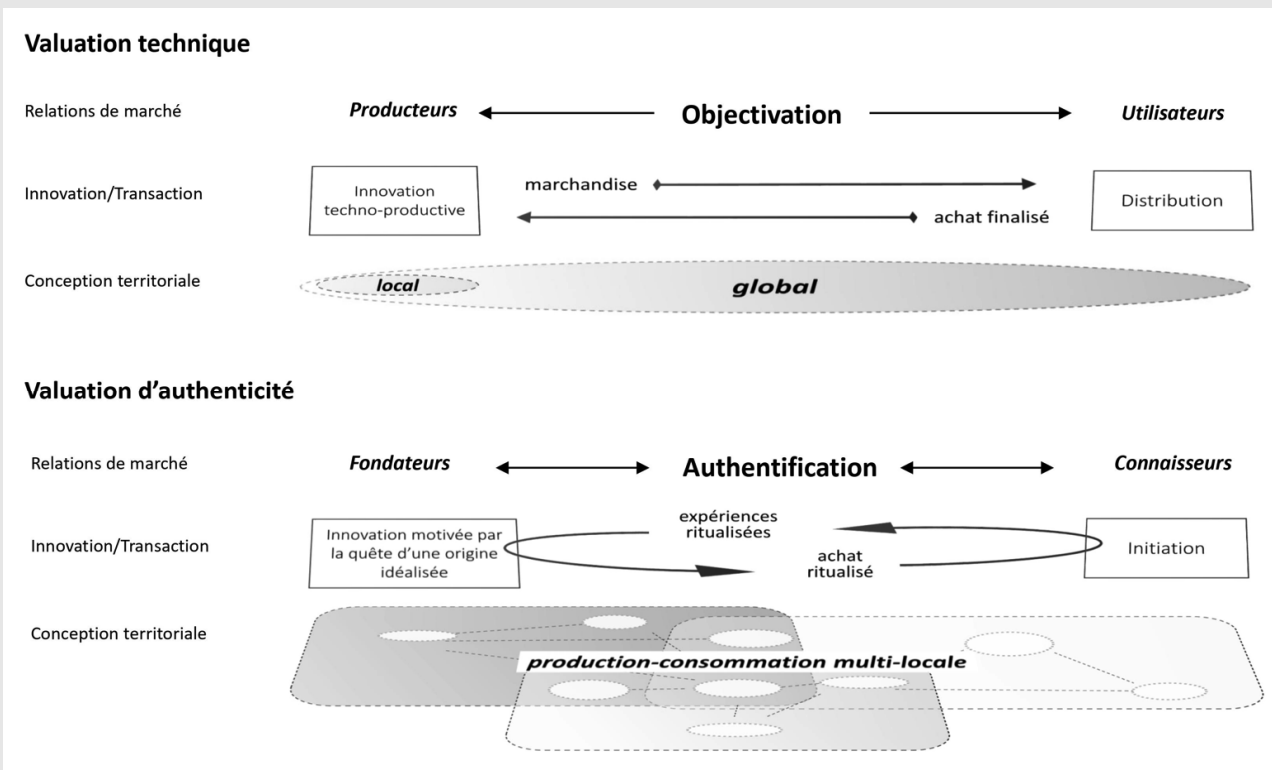 Valuation technique
Relations de marché
Producteurs
Objectivation
Utilisateurs
Innovation/Transaction
Innovation
techno-productive
marchandise
achat finalisé
Distribution
Conception territoriale
local
global
Valuation d’authenticité
Relations de marché
Fondateurs
Authentification
Connaisseurs
Innovation/Transaction
Innovation motivée par
la quête d’une origine
idéalisée
expériences
ritualisées
achat
ritualisé
Initiation
Conception territoriale
production-consommation multi-locale